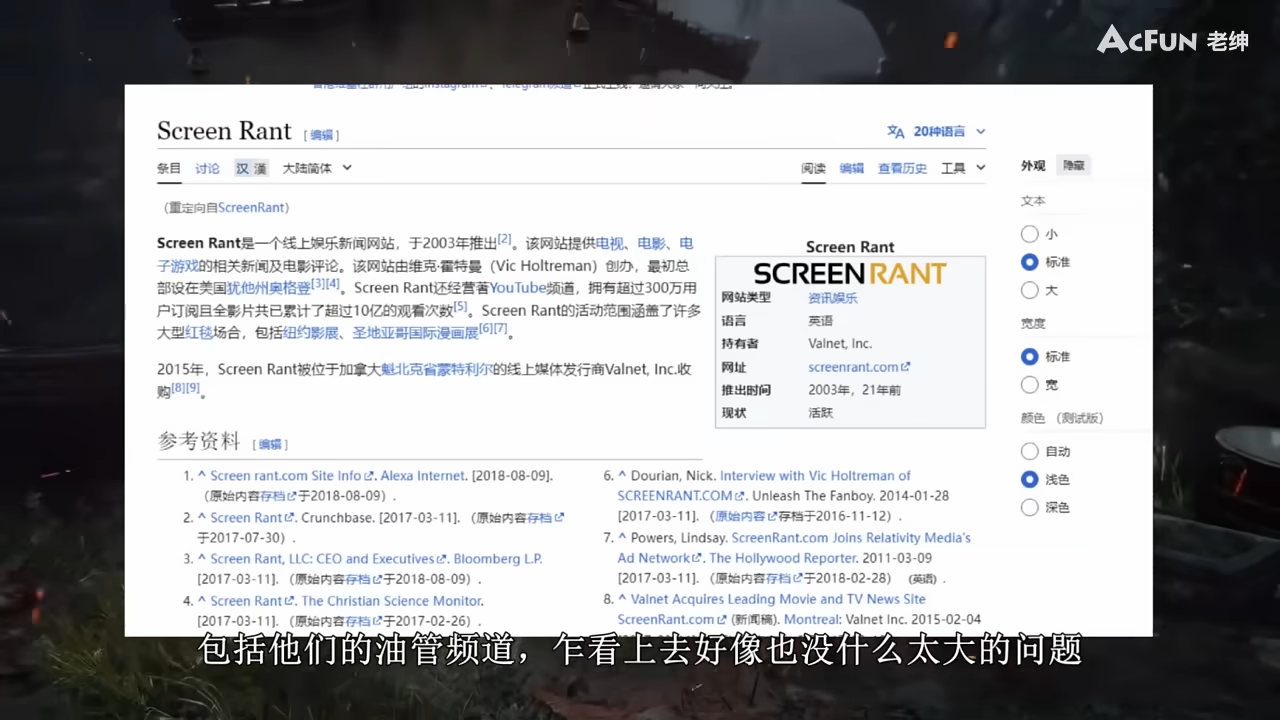 AcFun 老绅
Screen Rant [编辑]
20种语言
条目 讨论 汉 漢 大陆简体
阅读 编辑 查看历史 工具
外观 隐藏
(重定向自ScreenRant)
文本
小
标准
大
宽度
标准
宽
颜色 (测试版)
自动
浅色
深色
Screen Rant是一个线上娱乐新闻网站，于2003年推出[2]。该网站提供电视、电影、电
子游戏的相关新闻及电影评论。该网站由维克·霍特曼（Vic Holtreman）创办，最初总
部设在美国犹他州奥格登[3][4]。Screen Rant还经营著YouTube频道，拥有超过300万用
户订阅且全影片共已累计了超过10亿的观看次数[5]。Screen Rant的活动范围涵盖了许多
大型红毯场合，包括纽约影展、圣地亚哥国际漫画展[6][7]。
2015年，Screen Rant被位于加拿大魁北克省蒙特利尔的线上媒体发行商Valnet, Inc.收
购[8][9]。
Screen Rant
SCREENRANT
网站类型 资讯娱乐
语言 英语
持有者 Valnet, Inc.
网址 screenrant.com
推出时间 2003年，21年前
现状 活跃
参考资料 [编辑]
1. ^ Screen rant.com Site Info. Alexa Internet. [2018-08-09].
（原始内容存档于2018-08-09）.
2. ^ Screen Rant. Crunchbase. [2017-03-11]. （原始内容存档
于2017-07-30）.
3. ^ Screen Rant, LLC: CEO and Executives. Bloomberg L.P.
[2017-03-11]. （原始内容存档于2018-08-09）.
4. ^ Screen Rant. The Christian Science Monitor.
[2017-03-11]. （原始内容存档于2017-02-26）.
6. ^ Dourian, Nick. Interview with Vic Holtreman of
SCREENRANT.COM. Unleash The Fanboy. 2014-01-28
[2017-03-11]. （原始内容存档于2016-11-12）.
7. ^ Powers, Lindsay. ScreenRant.com Joins Relativity Media's
Ad Network. The Hollywood Reporter. 2011-03-09
[2017-03-11]. （原始内容存档于2018-02-28） (英语).
8. ^ Valnet Acquires Leading Movie and TV News Site
ScreenRant.com (新闻稿). Montreal: Valnet Inc. 2015-02-04
包括他们的油管频道，乍看上去好像也没什么太大的问题